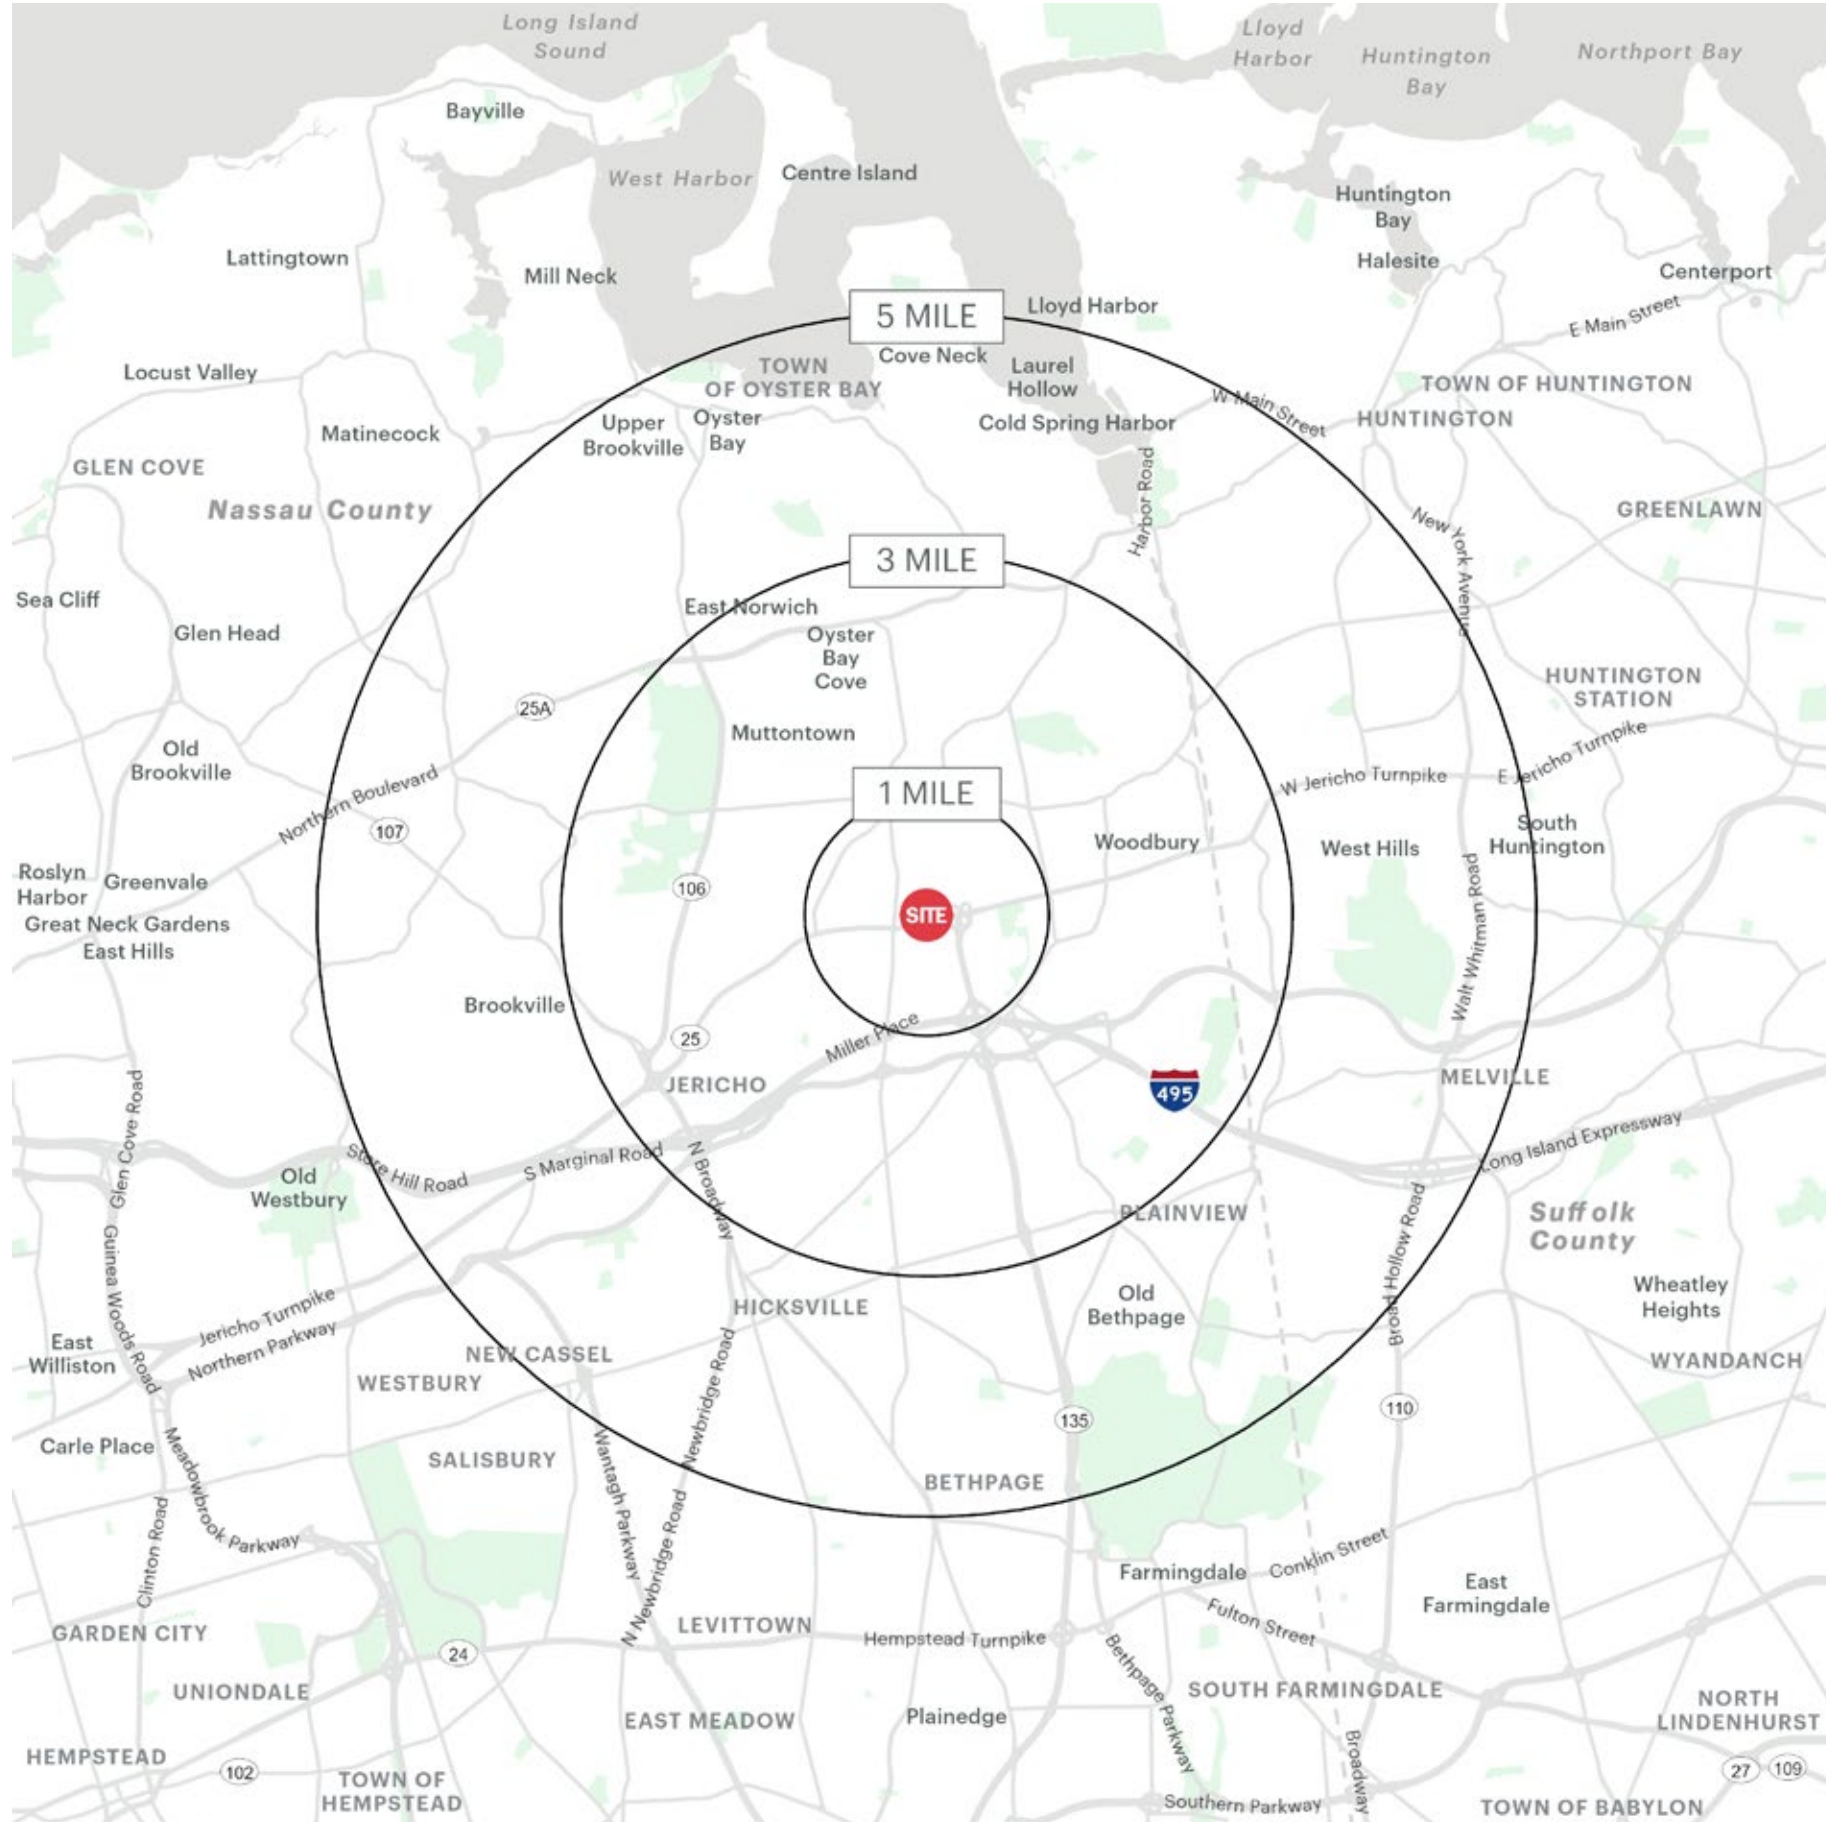 Long Island
Sound
Lloyd
Harbor
Huntington
Bay
Northport Bay
Bayville
West Harbor
Centre Island
Huntington
Bay
Lattingtown
Mill Neck
Halesite
Centerport
5 MILE
Lloyd Harbor
E Main Street
Locust Valley
TOWN
OF OYSTER BAY
Cove Neck
Laurel
Hollow
TOWN OF HUNTINGTON
W Main Street
HUNTINGTON
Matinecock
Upper
Brookville
Oyster
Bay
Cold Spring Harbor
GLEN COVE
Nassau County
Harbor Road
New York Avenue
GREENLAWN
3 MILE
Sea Cliff
East Norwich
Glen Head
Oyster
Bay
Cove
HUNTINGTON
STATION
25A
Muttontown
Old
Brookville
Northern Boulevard
1 MILE
W Jericho Turnpike
E Jericho Turnpike
107
Woodbury
West Hills
South
Huntington
Roslyn
Harbor
Greenvale
106
SITE
Great Neck Gardens
East Hills
Walt Whitman Road
Brookville
25
Miller Place
JERICHO
495
MELVILLE
Glen Cove Road
Store Hill Road
S Marginal Road
N Broadway
Long Island Expressway
Old
Westbury
PLAINVIEW
Broad Hollow Road
Suffolk
County
Guinea Woods Road
Jericho Turnpike
Northern Parkway
HICKSVILLE
Old
Bethpage
Wheatley
Heights
East
Williston
NEW CASSEL
WESTBURY
Newbridge Road
WYANDANCH
135
110
Carle Place
Meadowbrook Parkway
SALISBURY
Wantagh Parkway
BETHPAGE
Clinton Road
N Newbridge Road
Farmingdale
Conklin Street
East
Farmingdale
GARDEN CITY
LEVITTOWN
Hempstead Turnpike
Fulton Street
24
Bethpage Parkway
UNIONDALE
SOUTH FARMINGDALE
EAST MEADOW
Plainedge
NORTH
LINDENHURST
HEMPSTEAD
102
TOWN OF
HEMPSTEAD
Broadway
27
109
Southern Parkway
TOWN OF BABYLON